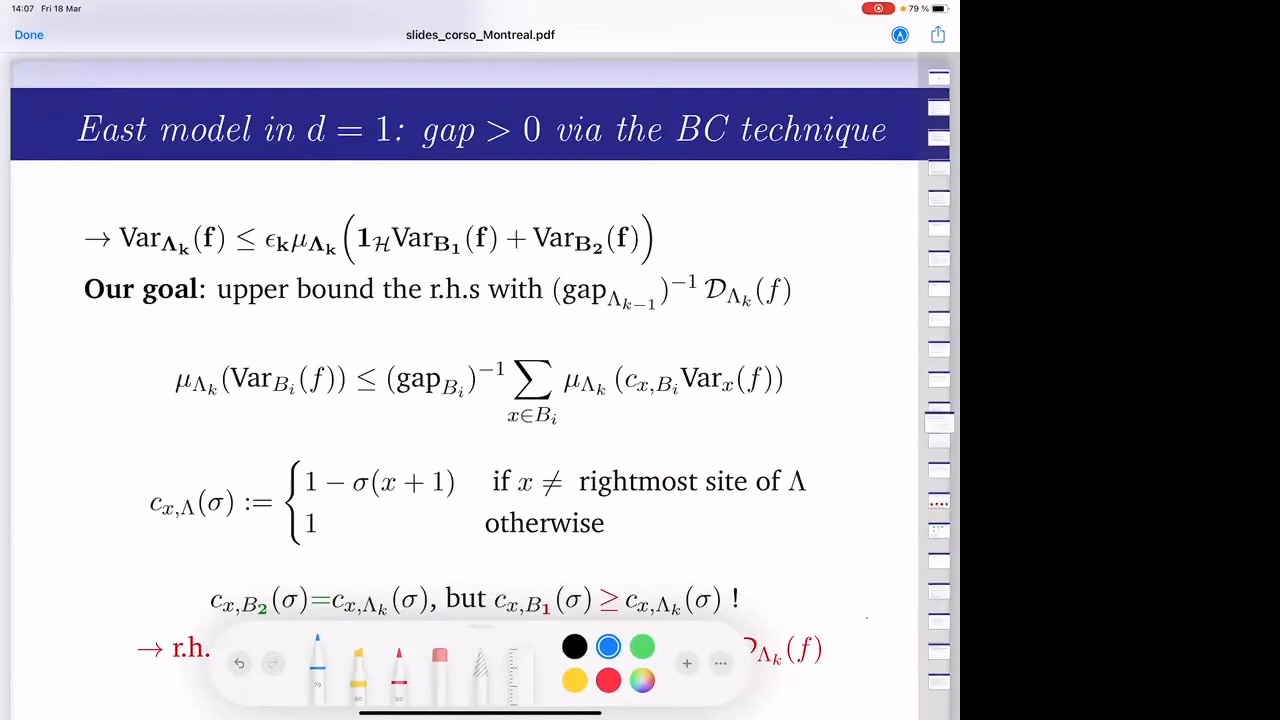 14:07 Fri 18 Mar
79 %
Done
slides_corso_Montreal.pdf
East model in d = 1: gap > 0 via the BC technique
→ Var_{Λ_k}(f) ≤ ϵ_k μ_{Λ_k} (1_ℋ Var_{B_1}(f) + Var_{B_2}(f))
Our goal: upper bound the r.h.s with (gap_{Λ_{k−1}})^{−1} 𝒟_{Λ_k}(f)
μ_{Λ_k}(Var_{B_i}(f)) ≤ (gap_{B_i})^{−1} ∑_{x∈B_i} μ_{Λ_k} (c_{x,B_i} Var_x(f))
c_{x,Λ}(σ) := { 1 − σ(x + 1) if x ≠ rightmost site of Λ
1 otherwise
c_{x,B_2}(σ)=c_{x,Λ_k}(σ), but c_{x,B_1}(σ) ≥ c_{x,Λ_k}(σ) !
→ r.h.
𝒟_{Λ_k}(f)
79
80
50